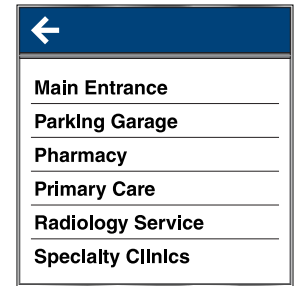 Main Entrance
Parking Garage
Pharmacy
Primary Care
Radiology Service
Specialty Clinics